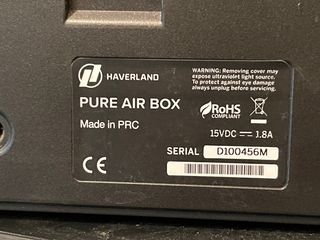 HAVERLAND
WARNING: Removing cover may
expose ultraviolet light source.
To safeguard against eye damage,
always unplug before servicing.
PURE AIR BOX
Made in PRC
RoHS
COMPLIANT
15VDC ⎓ 1.8A
SERIAL D100456M
CE